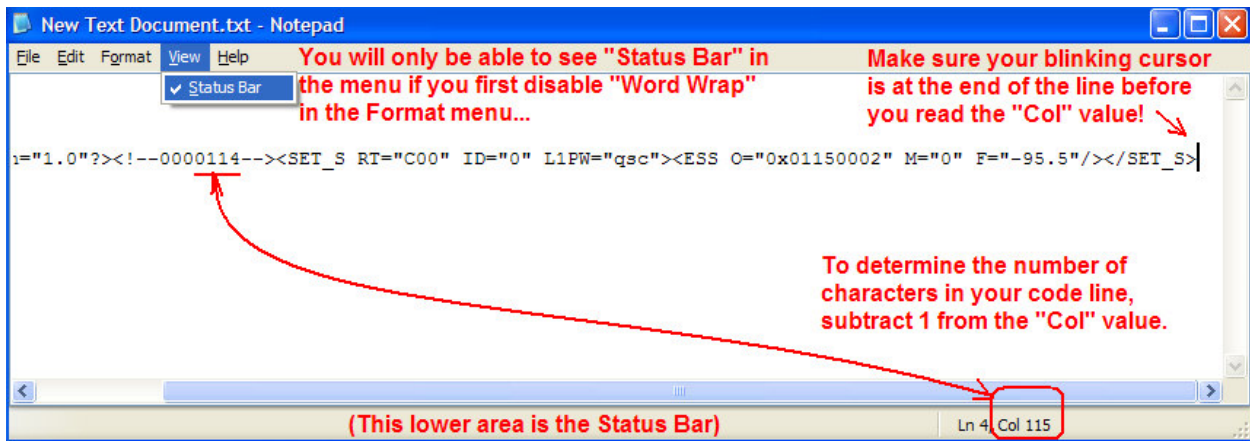 New Text Document.txt - Notepad
File Edit Format View Help
Status Bar
You will only be able to see "Status Bar" in
the menu if you first disable "Word Wrap"
in the Format menu...
Make sure your blinking cursor
is at the end of the line before
you read the "Col" value!
="1.0"?><!--0000114--><SET_S RT="C00" ID="0" L1PW="qsc"><ESS O="0x01150002" M="0" F="-95.5"/></SET_S>
To determine the number of
characters in your code line,
subtract 1 from the "Col" value.
(This lower area is the Status Bar)
Ln 4, Col 115